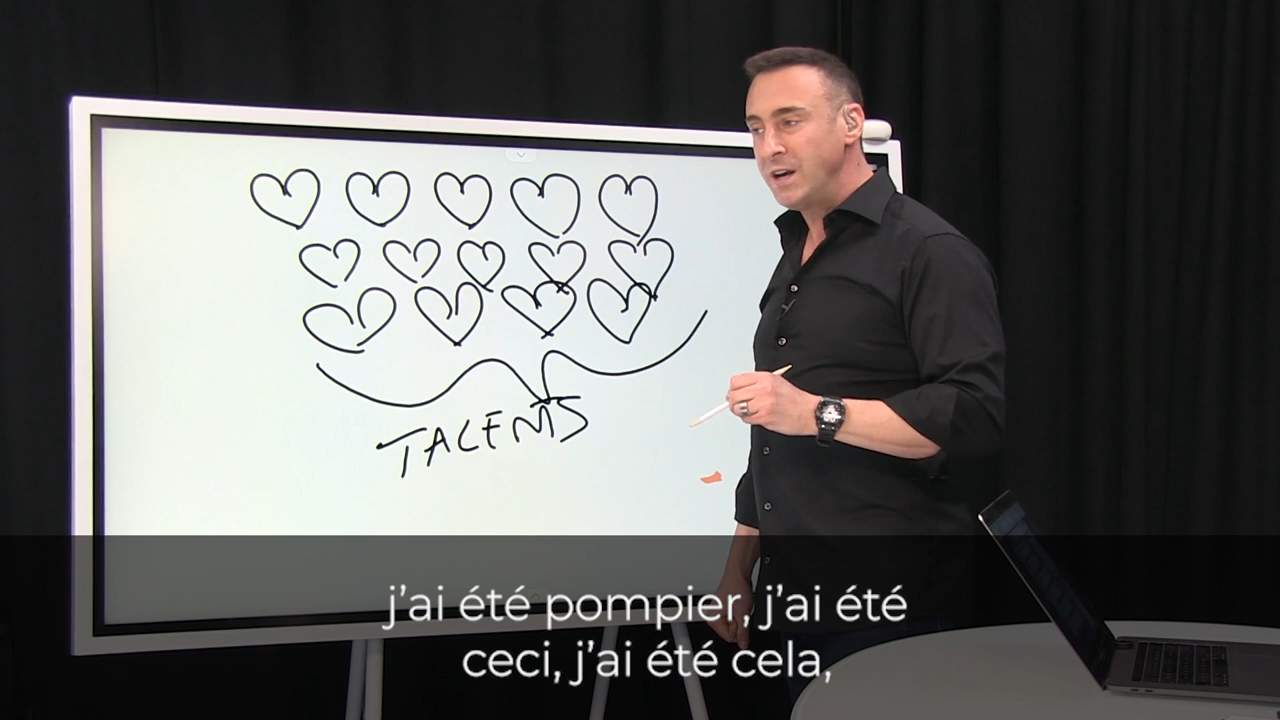 TALENTS
j'ai été pompier, j'ai été
ceci, j'ai été cela,